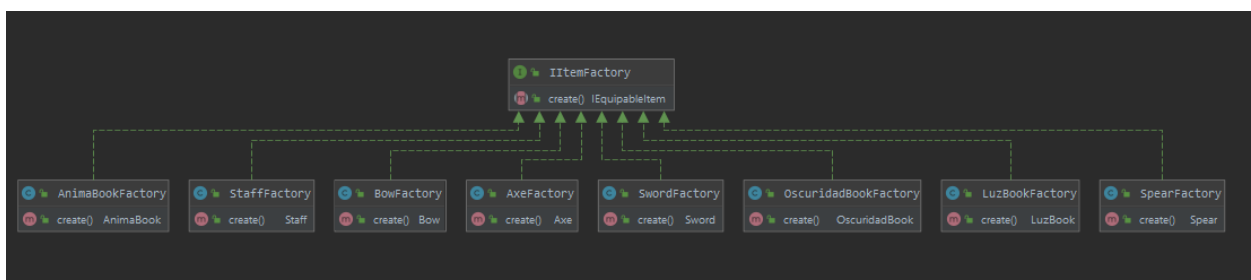 IItemFactory
create() IEquipableItem
AnimaBookFactory
create() AnimaBook
StaffFactory
create() Staff
BowFactory
create() Bow
AxeFactory
create() Axe
SwordFactory
create() Sword
OscuridadBookFactory
create() OscuridadBook
LuzBookFactory
create() LuzBook
SpearFactory
create() Spear